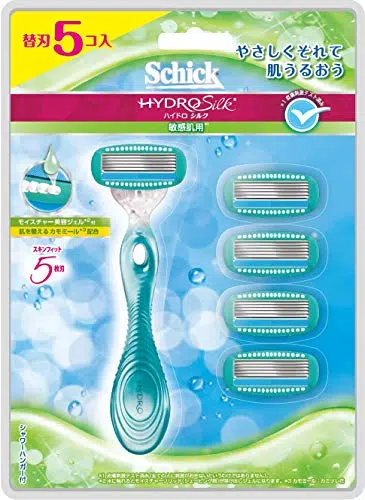 替刃5コ入
Schick
HYDRO Silk
ハイドロ シルク
敏感肌用
やさしくそれて
肌うるおう
モイスチャー美容ジェル*2付
肌を整えるカモミール*3配合
スキンフィット
5枚刃
HYDRO
シャワーハンガー付